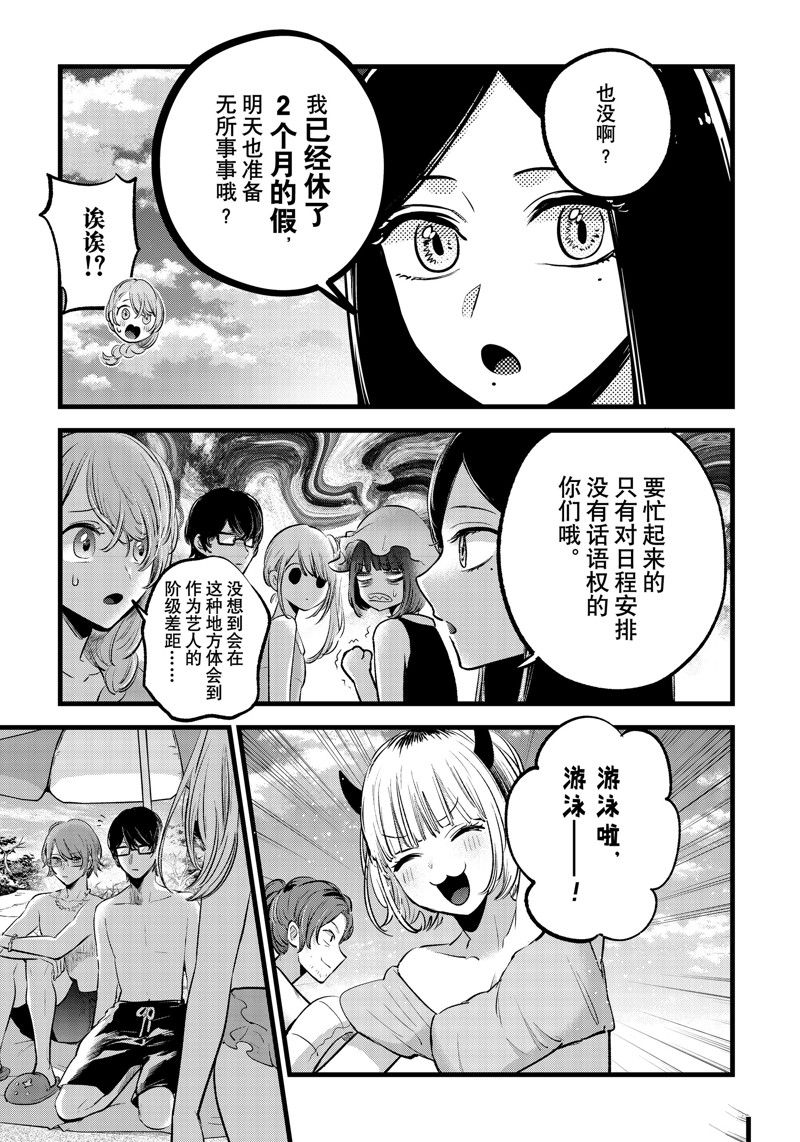 也没啊？
我已经休了
2个月的假，
明天也准备
无所事事哦？
诶诶!?
要忙起来的
只有对日程安排
没有话语权的
你们哦。
没想到会在
这种地方体会到
作为艺人的
阶级差距……
游泳啦，
游泳——！